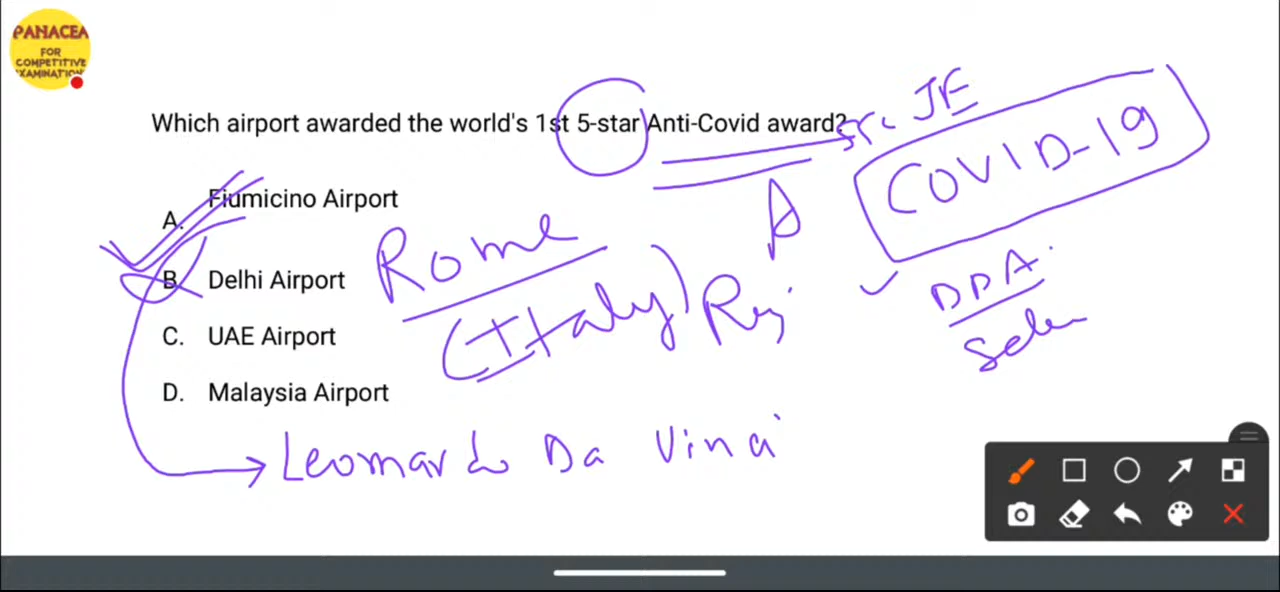 PANACEA
FOR
COMPETITIVE
EXAMINATION
Which airport awarded the world's 1st 5-star Anti-Covid award?
JE
COVID-19
A. Fiumicino Airport
Rome
B. Delhi Airport
(Italy)
DDA
C. UAE Airport
D. Malaysia Airport
Leonardo Da Vinci